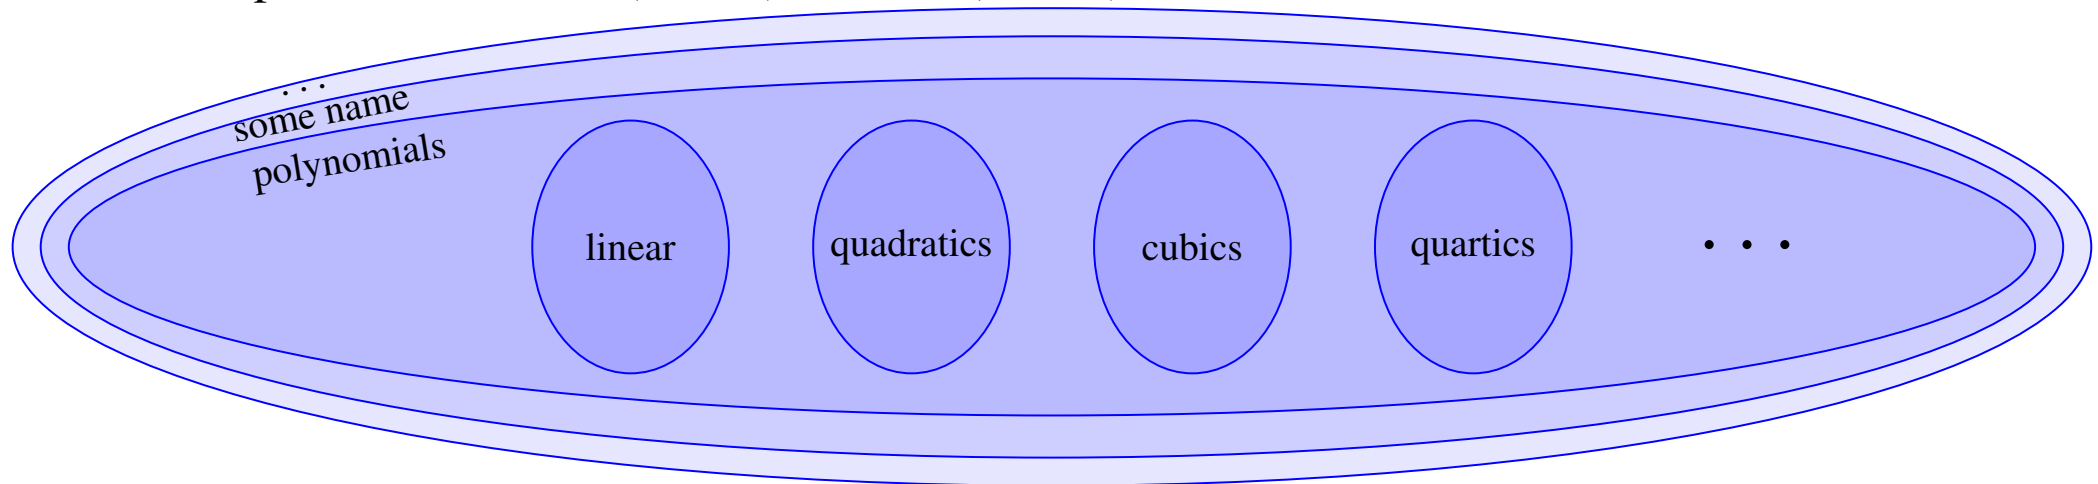 . . .
some name
polynomials
linear
quadratics
cubics
quartics
. . .